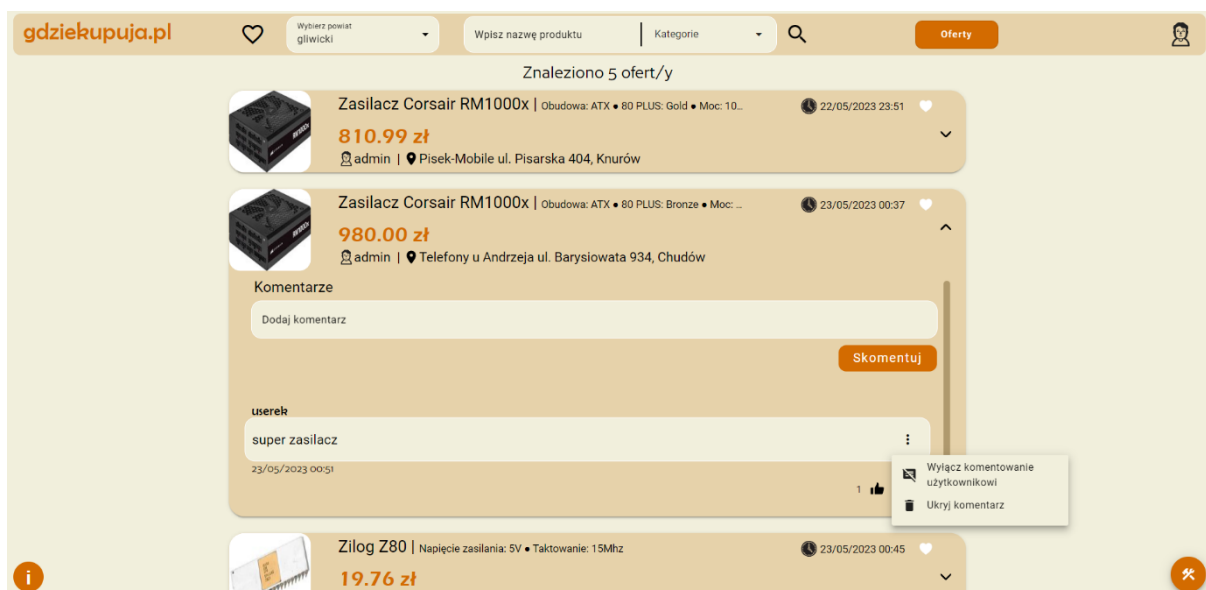 gdziekupuja.pl
Wybierz powiat
gliwicki
Wpisz nazwę produktu
Kategorie
Oferty
Znaleziono 5 ofert/y
Zasilacz Corsair RM1000x | Obudowa: ATX ● 80 PLUS: Gold ● Moc: 10...
22/05/2023 23:51
810.99 zł
admin | Pisek-Mobile ul. Pisarska 404, Knurów
Zasilacz Corsair RM1000x | Obudowa: ATX ● 80 PLUS: Bronze ● Moc: ...
23/05/2023 00:37
980.00 zł
admin | Telefony u Andrzeja ul. Barysiowata 934, Chudów
Komentarze
Dodaj komentarz
Skomentuj
userek
super zasilacz
23/05/2023 00:51
1
Wyłącz komentowanie
użytkownikowi
Ukryj komentarz
Zilog Z80 | Napięcie zasilania: 5V ● Taktowanie: 15Mhz
23/05/2023 00:45
19.76 zł
i